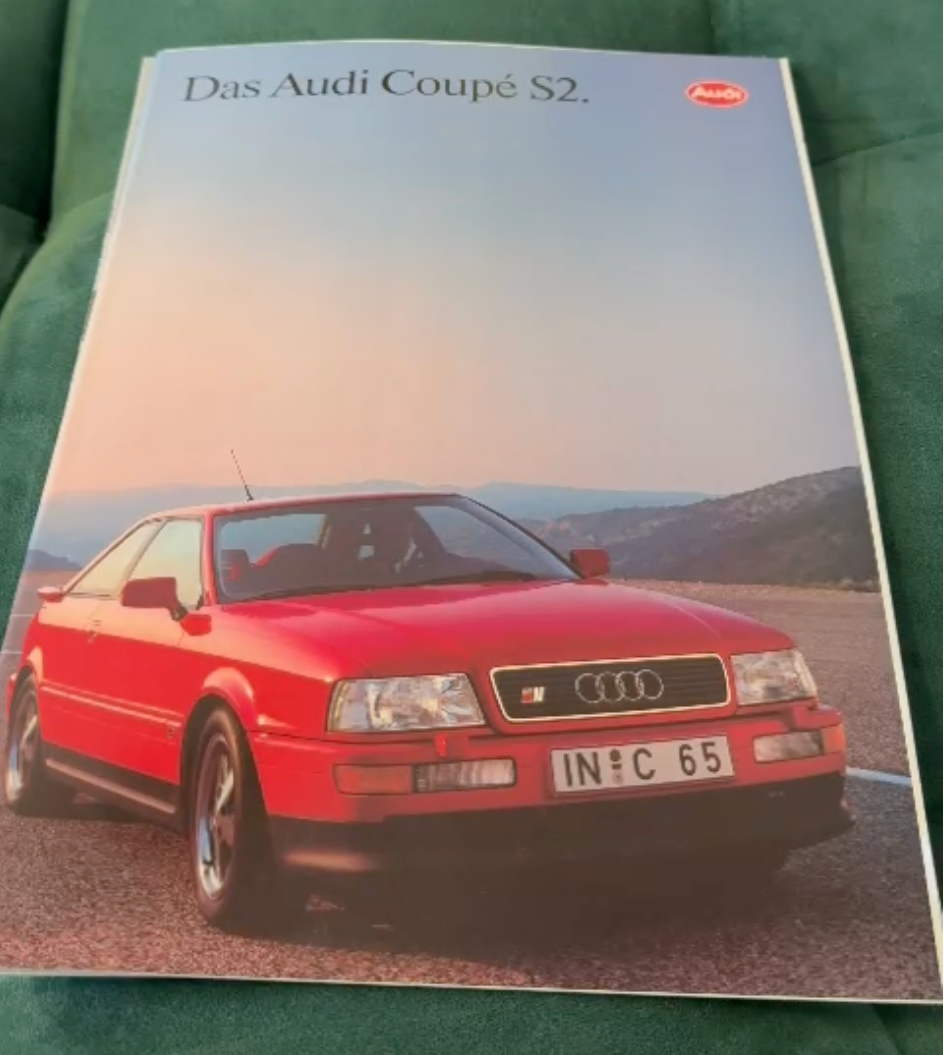 Das Audi Coupé S2.
Audi
IN C 65